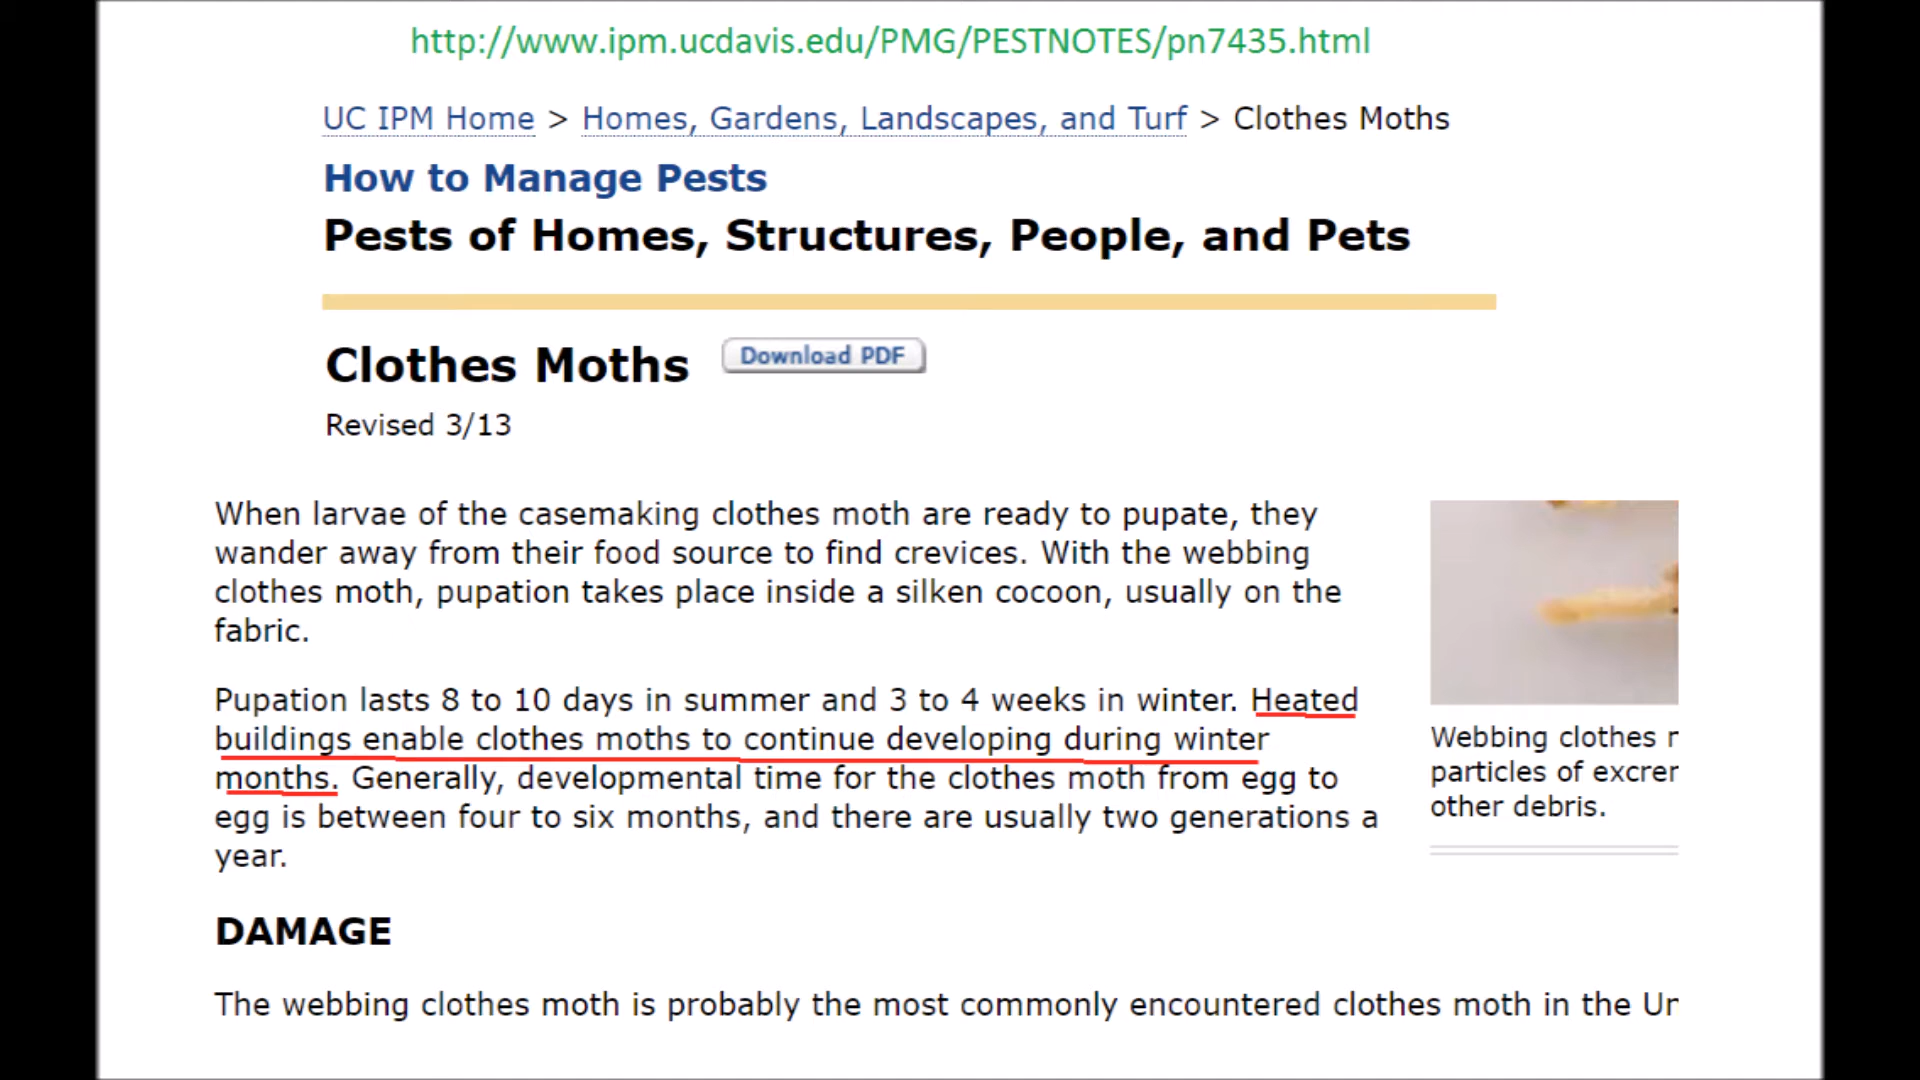 http://www.ipm.ucdavis.edu/PMG/PESTNOTES/pn7435.html
UC IPM Home > Homes, Gardens, Landscapes, and Turf > Clothes Moths
How to Manage Pests
Pests of Homes, Structures, People, and Pets
Clothes Moths Download PDF
Revised 3/13
When larvae of the casemaking clothes moth are ready to pupate, they
wander away from their food source to find crevices. With the webbing
clothes moth, pupation takes place inside a silken cocoon, usually on the
fabric.
Pupation lasts 8 to 10 days in summer and 3 to 4 weeks in winter. Heated
buildings enable clothes moths to continue developing during winter
months. Generally, developmental time for the clothes moth from egg to
egg is between four to six months, and there are usually two generations a
year.
Webbing clothes
particles of
other debris.
DAMAGE
The webbing clothes moth is probably the most commonly encountered clothes moth in the